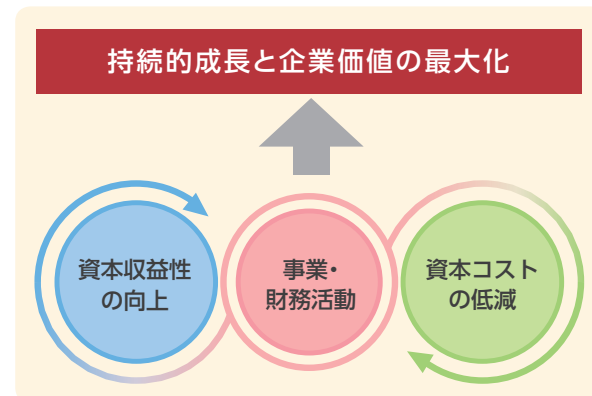 持続的成長と企業価値の最大化
資本収益性
の向上
事業・
財務活動
資本コスト
の低減